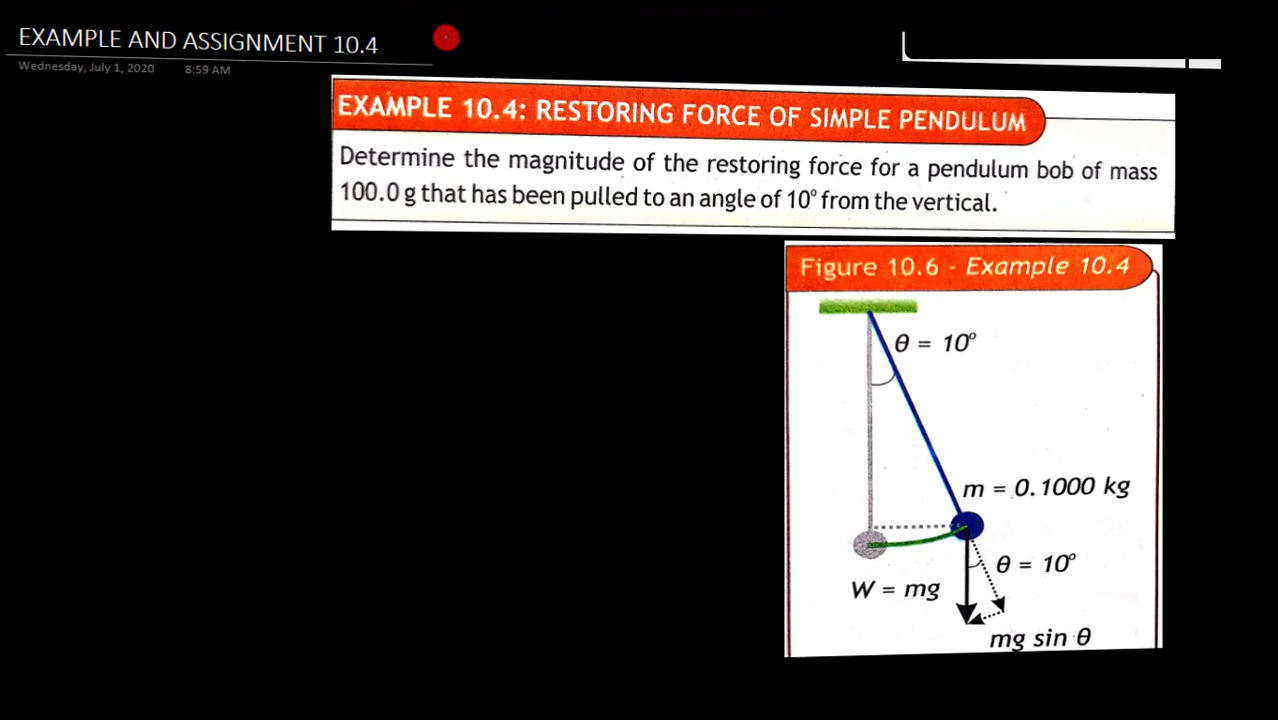 EXAMPLE AND ASSIGNMENT 10.4
Wednesday, July 1, 2020 8:59 AM
EXAMPLE 10.4: RESTORING FORCE OF SIMPLE PENDULUM
Determine the magnitude of the restoring force for a pendulum bob of mass
100.0 g that has been pulled to an angle of 10° from the vertical.
Figure 10.6 - Example 10.4
θ = 10°
m = 0.1000 kg
θ = 10°
W = mg
mg sin θ